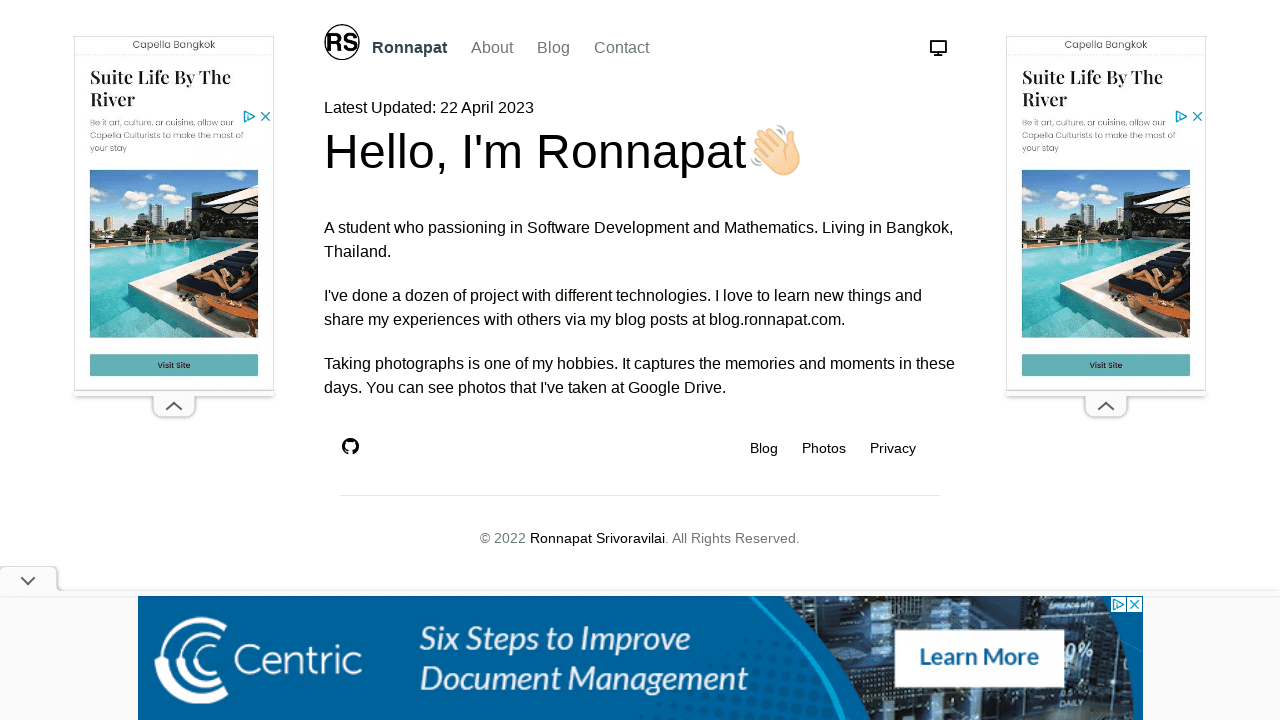 RS
Ronnapat About Blog Contact
Latest Updated: 22 April 2023
Hello, I'm Ronnapat👋🏻
A student who passioning in Software Development and Mathematics. Living in Bangkok,
Thailand.
I've done a dozen of project with different technologies. I love to learn new things and
share my experiences with others via my blog posts at blog.ronnapat.com.
Taking photographs is one of my hobbies. It captures the memories and moments in these
days. You can see photos that I've taken at Google Drive.
Blog Photos Privacy
© 2022 Ronnapat Srivoravilai. All Rights Reserved.
Capella Bangkok
Suite Life By The
River
Be it art, culture, or cuisine, allow our
Capella Culturists to make the most of
your stay
Visit Site
Capella Bangkok
Suite Life By The
River
Be it art, culture, or cuisine, allow our
Capella Culturists to make the most of
your stay
Visit Site
Centric
Six Steps to Improve
Document Management
Learn More
0%
DAILY